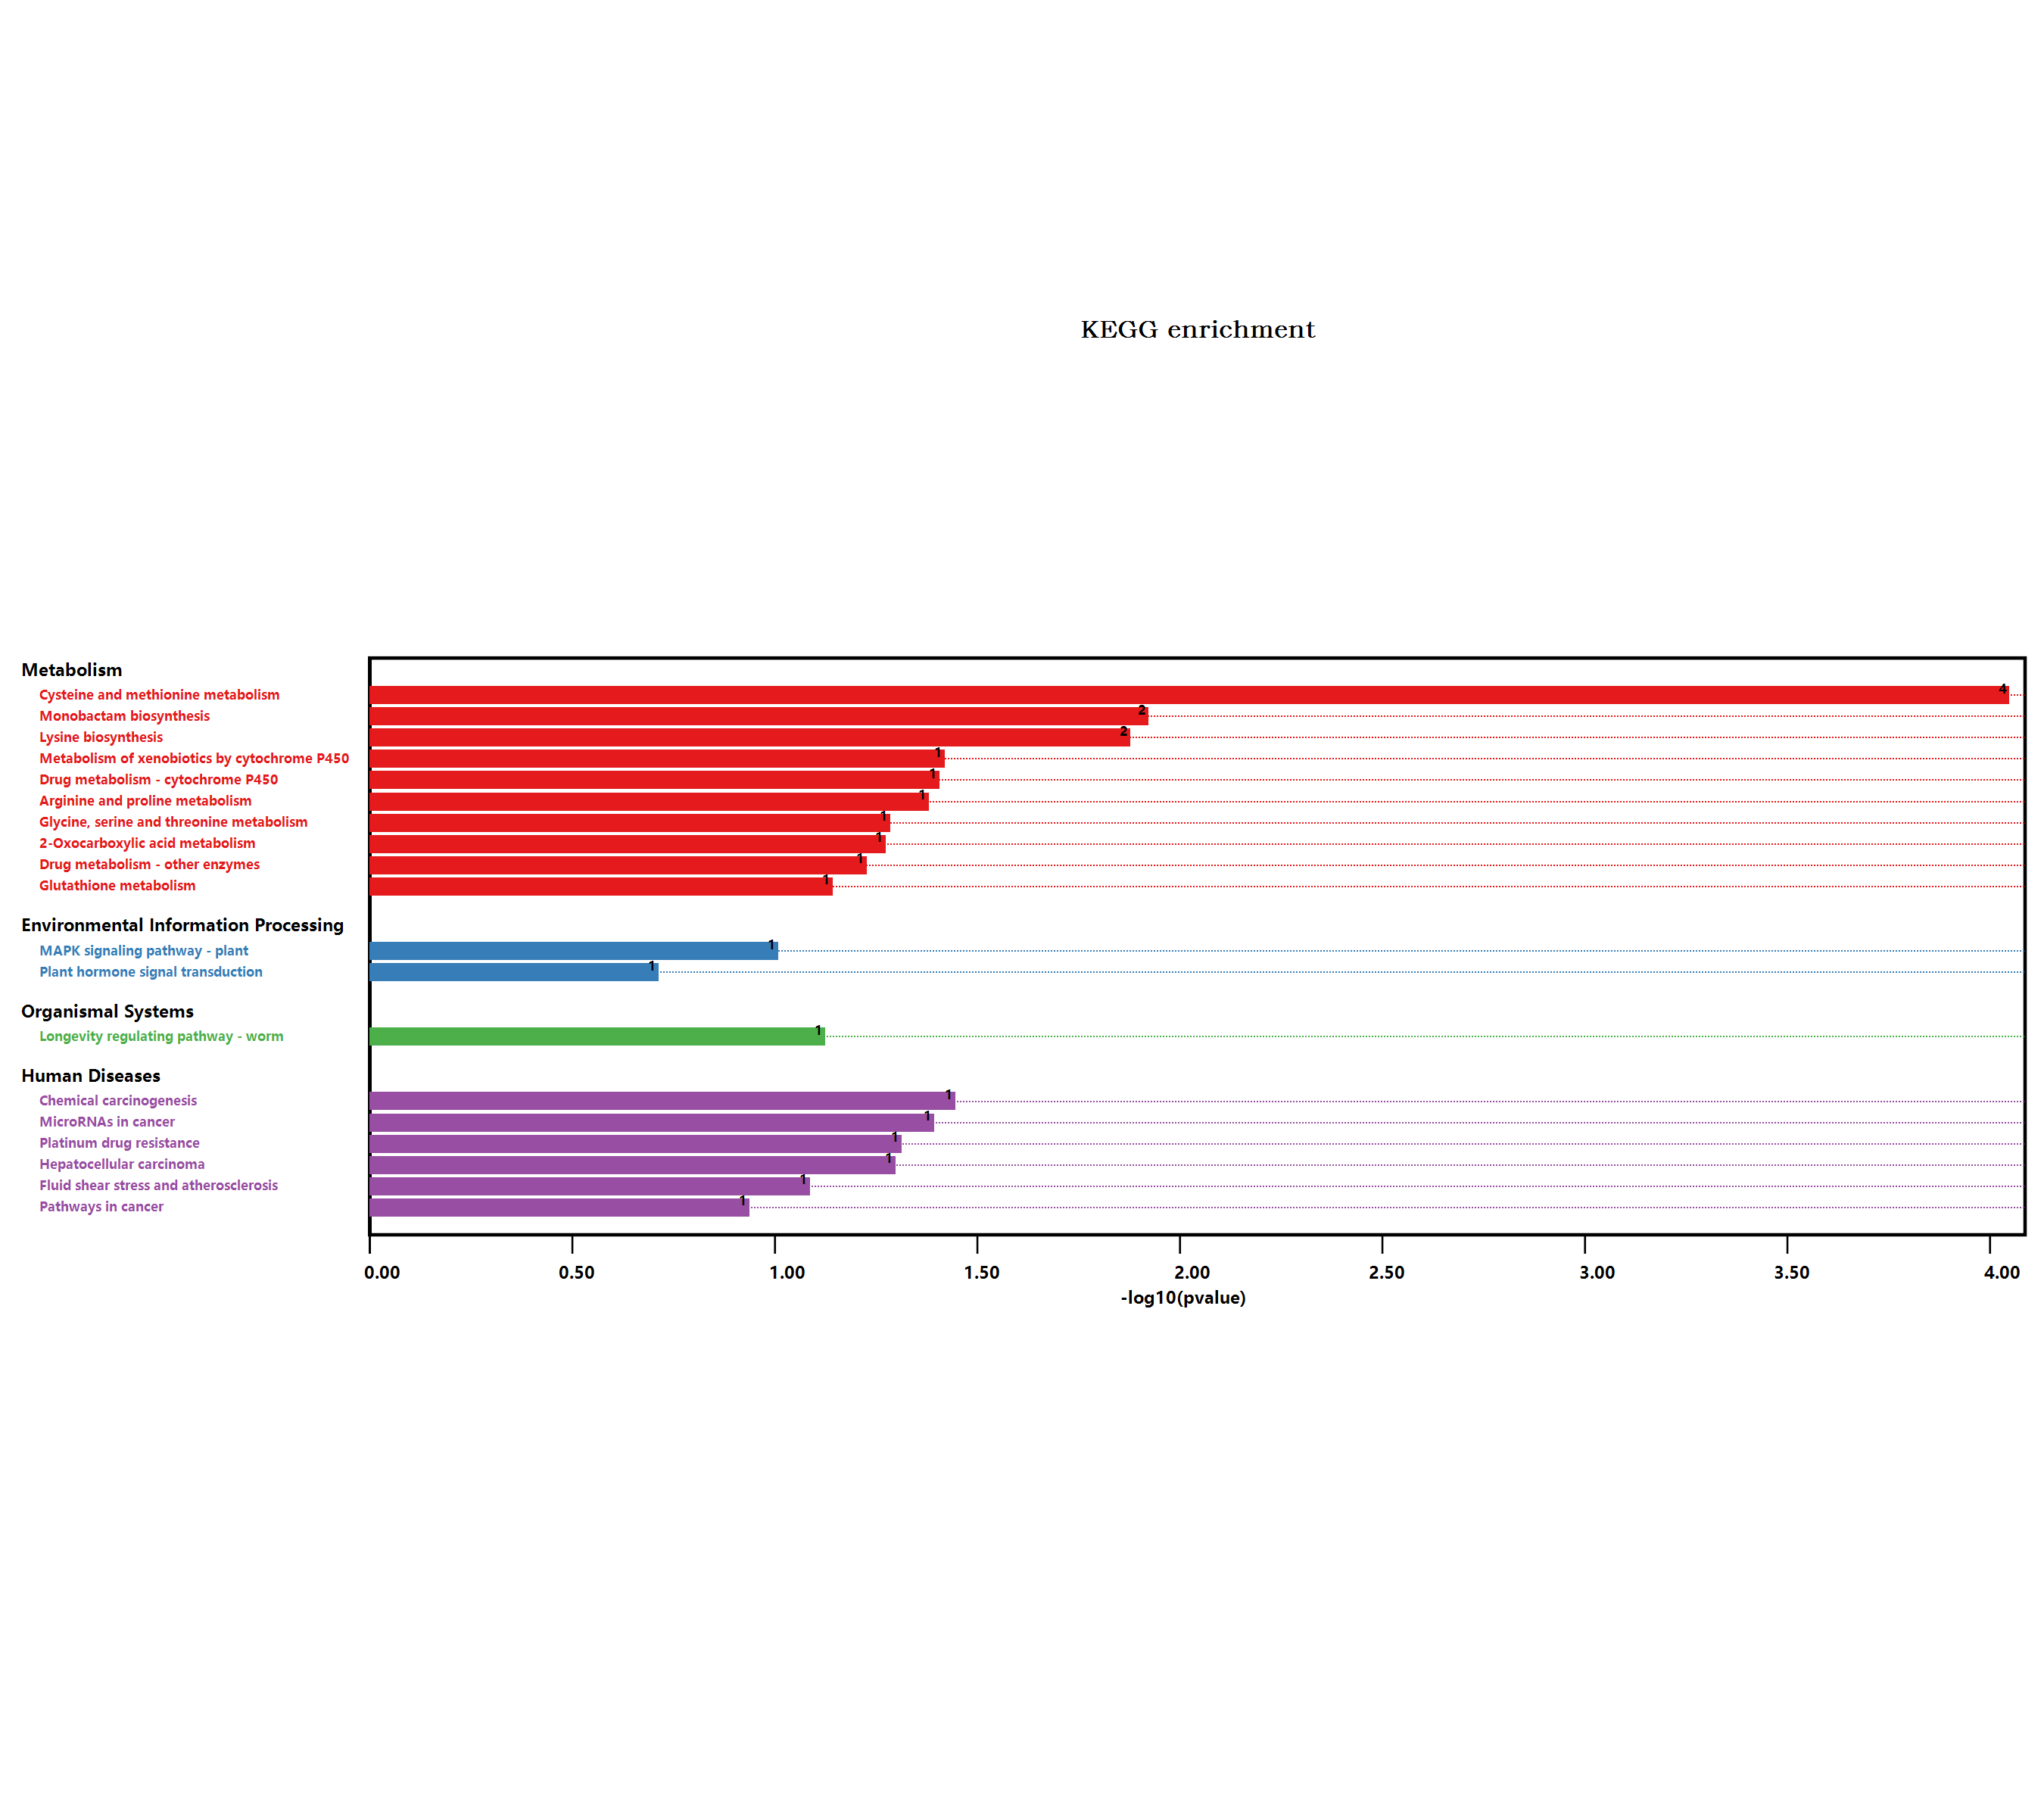 KEGG enrichment
Metabolism
Cysteine and methionine metabolism 4
Monobactam biosynthesis 2
Lysine biosynthesis 2
Metabolism of xenobiotics by cytochrome P450 1
Drug metabolism - cytochrome P450 1
Arginine and proline metabolism 1
Glycine, serine and threonine metabolism 1
2-Oxocarboxylic acid metabolism 1
Drug metabolism - other enzymes 1
Glutathione metabolism 1
Environmental Information Processing
MAPK signaling pathway - plant 1
Plant hormone signal transduction 1
Organismal Systems
Longevity regulating pathway - worm 1
Human Diseases
Chemical carcinogenesis 1
MicroRNAs in cancer 1
Platinum drug resistance 1
Hepatocellular carcinoma 1
Fluid shear stress and atherosclerosis 1
Pathways in cancer 1
0.00 0.50 1.00 1.50 2.00 2.50 3.00 3.50 4.00
-log10(pvalue)